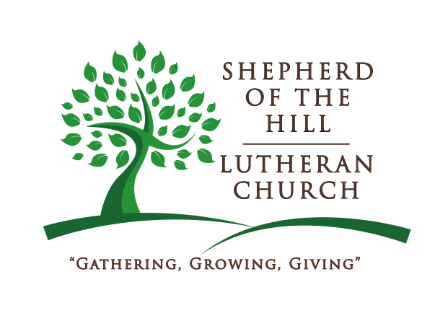 SHEPHERD
OF THE
HILL
LUTHERAN
CHURCH
“GATHERING, GROWING, GIVING”